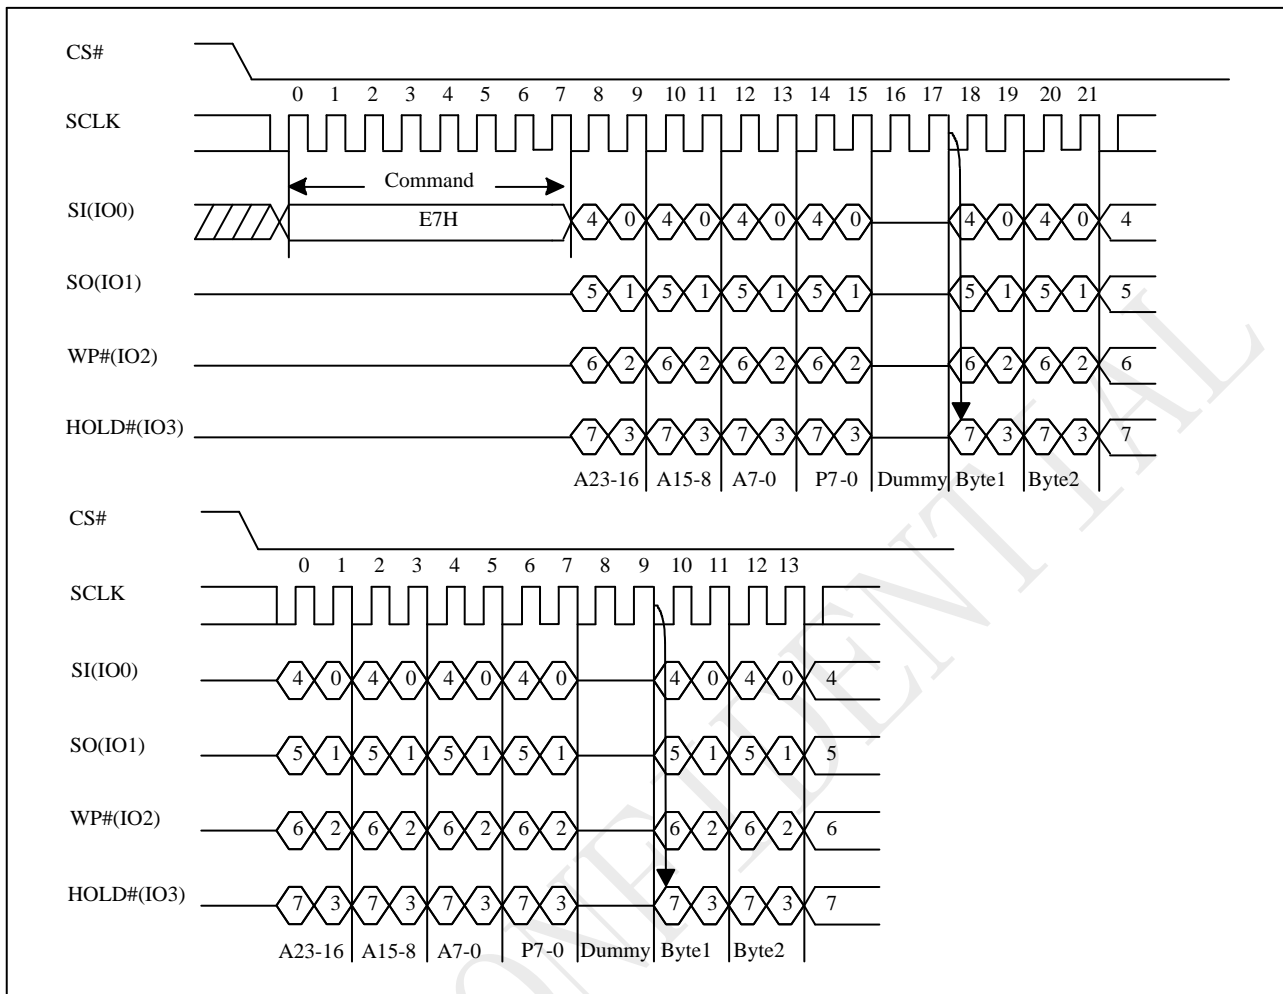 CS#
0 1 2 3 4 5 6 7 8 9 10 11 12 13 14 15 16 17 18 19 20 21
SCLK
Command
SI(IO0) E7H 4 0 4 0 4 0 4 0 4 0 4 0 4
SO(IO1) 5 1 5 1 5 1 5 1 5 1 5 1 5
WP#(IO2) 6 2 6 2 6 2 6 2 6 2 6 2 6
HOLD#(IO3) 7 3 7 3 7 3 7 3 7 3 7 3 7
A23-16 A15-8 A7-0 P7-0 Dummy Byte1 Byte2
CS#
0 1 2 3 4 5 6 7 8 9 10 11 12 13
SCLK
SI(IO0) 4 0 4 0 4 0 4 0 4 0 4 0 4
SO(IO1) 5 1 5 1 5 1 5 1 5 1 5 1 5
WP#(IO2) 6 2 6 2 6 2 6 2 6 2 6 2 6
HOLD#(IO3) 7 3 7 3 7 3 7 3 7 3 7 3 7
A23-16 A15-8 A7-0 P7-0 Dummy Byte1 Byte2
ONFIDENTIAL